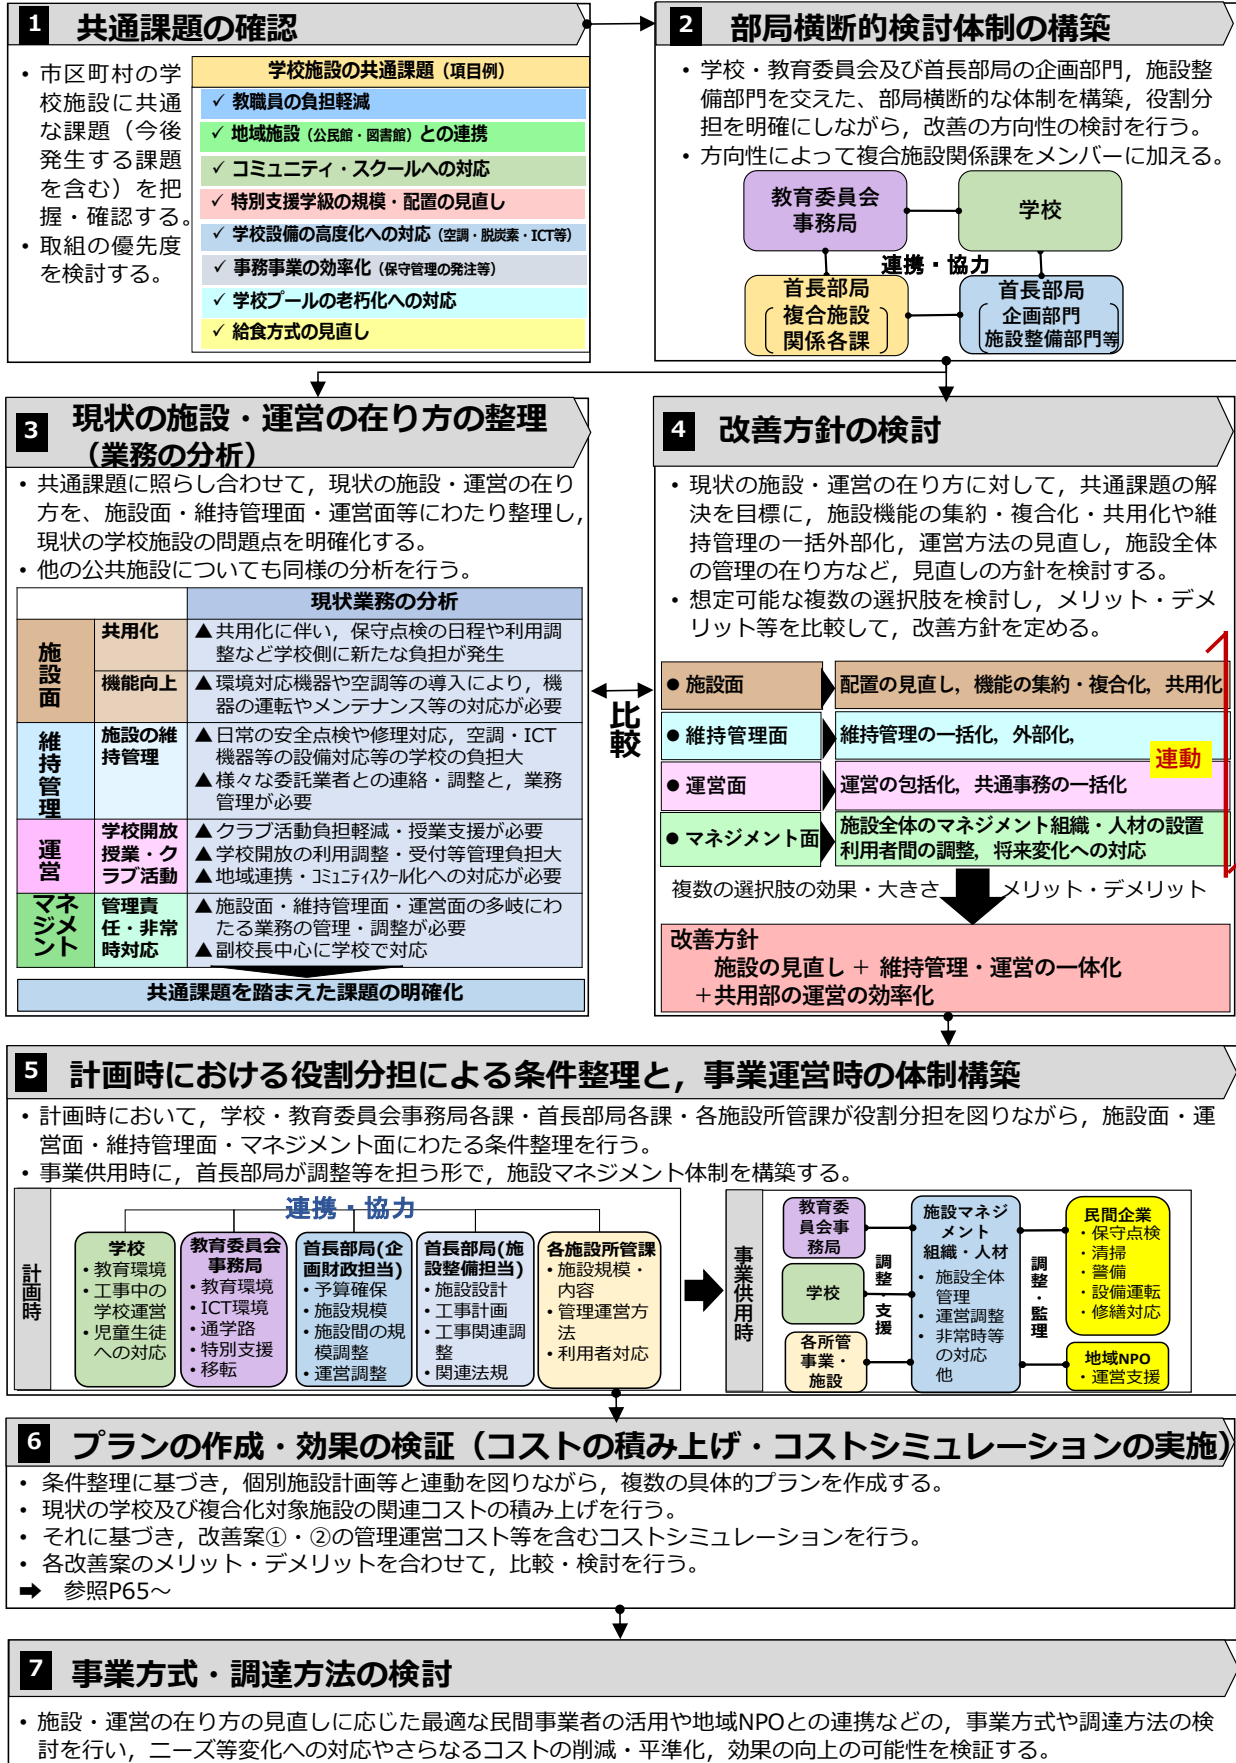 1 共通課題の確認
・市区町村の学
校施設に共通
な課題（今後
発生する課題
を含む）を把
握・確認する。
・取組の優先度
を検討する。
学校施設の共通課題（項目例）
✓ 教職員の負担軽減
✓ 地域施設（公民館・図書館）との連携
✓ コミュニティ・スクールへの対応
✓ 特別支援学級の規模・配置の見直し
✓ 学校設備の高度化への対応（空調・脱炭素・ICT等）
✓ 事務事業の効率化（保守管理の発注等）
✓ 学校プールの老朽化への対応
✓ 給食方式の見直し
2 部局横断的検討体制の構築
・学校・教育委員会及び首長部局の企画部門，施設整
備部門を交えた、部局横断的な体制を構築，役割分
担を明確にしながら，改善の方向性の検討を行う。
・方向性によって複合施設関係課をメンバーに加える。
教育委員会
事務局
学校
連携・協力
首長部局
複合施設
関係各課
首長部局
企画部門
施設整備部門等
3 現状の施設・運営の在り方の整理
（業務の分析）
・共通課題に照らし合わせて，現状の施設・運営の在り
方を、施設面・維持管理面・運営面等にわたり整理し，
現状の学校施設の問題点を明確化する。
・他の公共施設についても同様の分析を行う。
現状業務の分析
施設面
共用化
▲共用化に伴い，保守点検の日程や利用調
整など学校側に新たな負担が発生
機能向上
▲環境対応機器や空調等の導入により，機
器の運転やメンテナンス等の対応が必要
維持管理
施設の維
持管理
▲日常の安全点検や修理対応，空調・ICT
機器等の設備対応等の学校の負担大
▲様々な委託業者との連絡・調整と，業務
管理が必要
運営
学校開放
授業・ク
ラブ活動
▲クラブ活動負担軽減・授業支援が必要
▲学校開放の利用調整・受付等管理負担大
▲地域連携・ｺﾐｭﾆﾃｨｽｸｰﾙ化への対応が必要
マネ
ジメ
ント
管理責
任・非常
時対応
▲施設面・維持管理面・運営面の多岐にわ
たる業務の管理・調整が必要
▲副校長中心に学校で対応
共通課題を踏まえた課題の明確化
比較
4 改善方針の検討
・現状の施設・運営の在り方に対して，共通課題の解
決を目標に，施設機能の集約・複合化・共用化や維
持管理の一括外部化，運営方法の見直し，施設全体
の管理の在り方など，見直しの方針を検討する。
・想定可能な複数の選択肢を検討し，メリット・デメ
リット等を比較して，改善方針を定める。
● 施設面
配置の見直し，機能の集約・複合化，共用化
● 維持管理面
維持管理の一括化，外部化，
連動
● 運営面
運営の包括化，共通事務の一括化
● マネジメント面
施設全体のマネジメント組織・人材の設置
利用者間の調整，将来変化への対応
複数の選択肢の効果・大きさ
メリット・デメリット
改善方針
施設の見直し ＋ 維持管理・運営の一体化
＋共用部の運営の効率化
5 計画時における役割分担による条件整理と，事業運営時の体制構築
・計画時において，学校・教育委員会事務局各課・首長部局各課・各施設所管課が役割分担を図りながら，施設面・運
営面・維持管理面・マネジメント面にわたる条件整理を行う。
・事業供用時に，首長部局が調整等を担う形で，施設マネジメント体制を構築する。
計画時
連携・協力
学校
・教育環境
・工事中の
学校運営
・児童生徒
への対応
教育委員会
事務局
・教育環境
・ICT環境
・通学路
・特別支援
・移転
首長部局(企
画財政担当)
・予算確保
・施設規模
・施設間の規
模調整
・運営調整
首長部局(施
設整備担当)
・施設設計
・工事計画
・工事関連調
整
・関連法規
各施設所管課
・施設規模・
内容
・管理運営方
法
・利用者対応
事業供用時
教育委
員会事
務局
学校
各所管
事業・
施設
調整・支援
施設マネジ
メント
組織・人材
・施設全体
管理
・運営調整
・非常時等
の対応
他
調整・監理
民間企業
・保守点検
・清掃
・警備
・設備運転
・修繕対応
地域NPO
・運営支援
6 プランの作成・効果の検証（コストの積み上げ・コストシミュレーションの実施）
・条件整理に基づき，個別施設計画等と連動を図りながら，複数の具体的プランを作成する。
・現状の学校及び複合化対象施設の関連コストの積み上げを行う。
・それに基づき，改善案①・②の管理運営コスト等を含むコストシミュレーションを行う。
・各改善案のメリット・デメリットを合わせて，比較・検討を行う。
➡ 参照P65～
7 事業方式・調達方法の検討
・施設・運営の在り方の見直しに応じた最適な民間事業者の活用や地域NPOとの連携などの，事業方式や調達方法の検
討を行い，ニーズ等変化への対応やさらなるコストの削減・平準化，効果の向上の可能性を検証する。